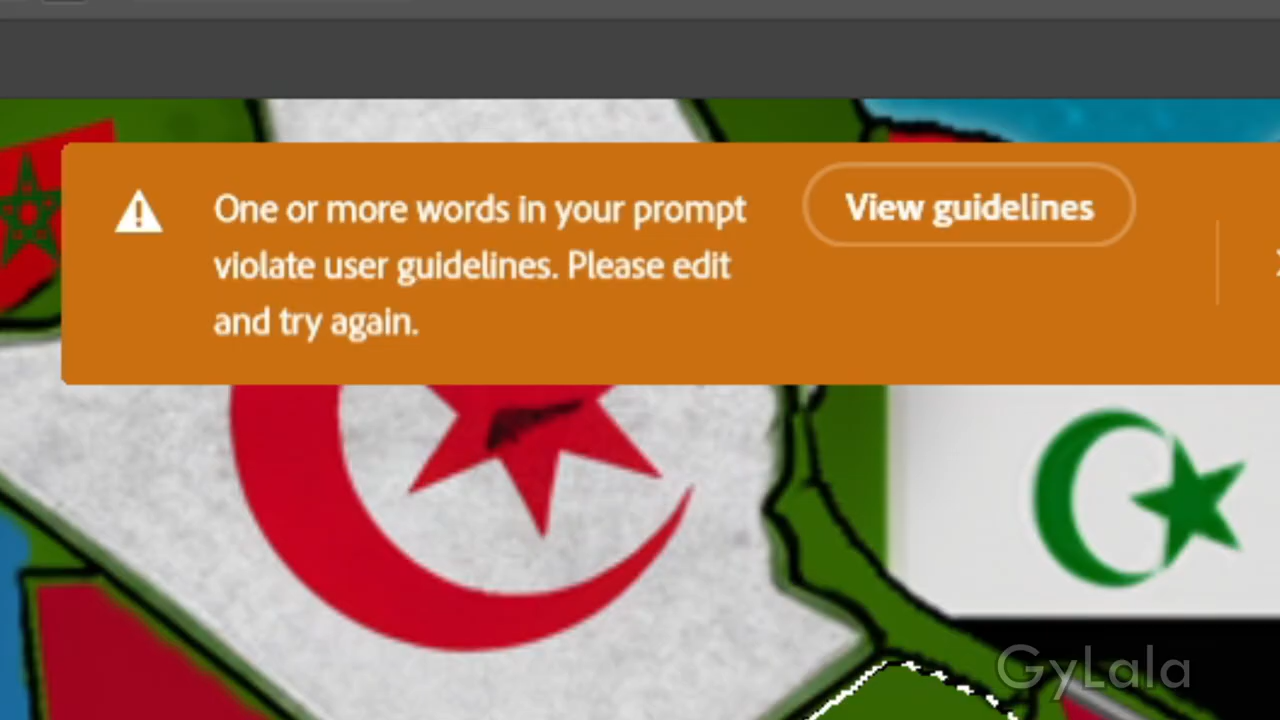 One or more words in your prompt
violate user guidelines. Please edit
and try again.
View guidelines
GyLala